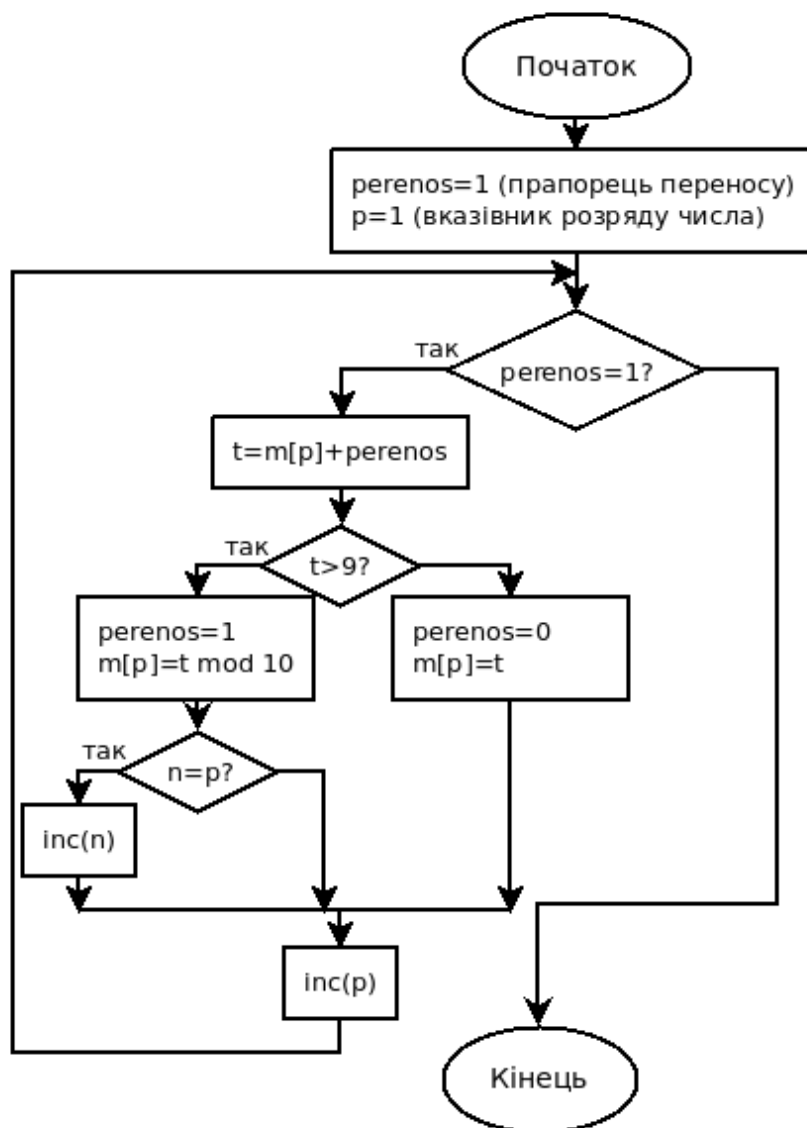 Початок
perenos=1 (прапорець переносу)
p=1 (вказівник розряду числа)
так
perenos=1?
t=m[p]+perenos
так
t>9?
perenos=1
m[p]=t mod 10
perenos=0
m[p]=t
так
n=p?
inc(n)
inc(p)
Кінець